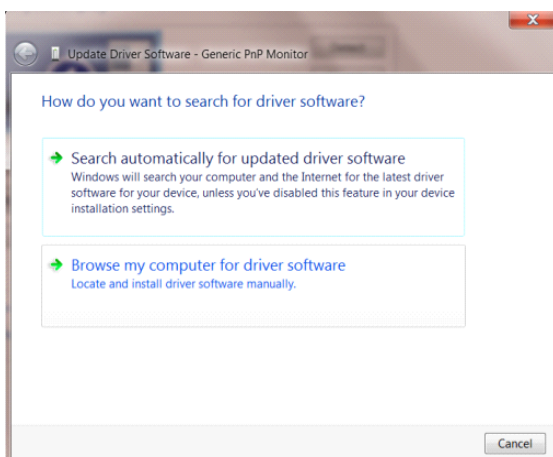 Update Driver Software - Generic PnP Monitor
How do you want to search for driver software?
Search automatically for updated driver software
Windows will search your computer and the Internet for the latest driver
software for your device, unless you've disabled this feature in your device
installation settings.
Browse my computer for driver software
Locate and install driver software manually.
Cancel